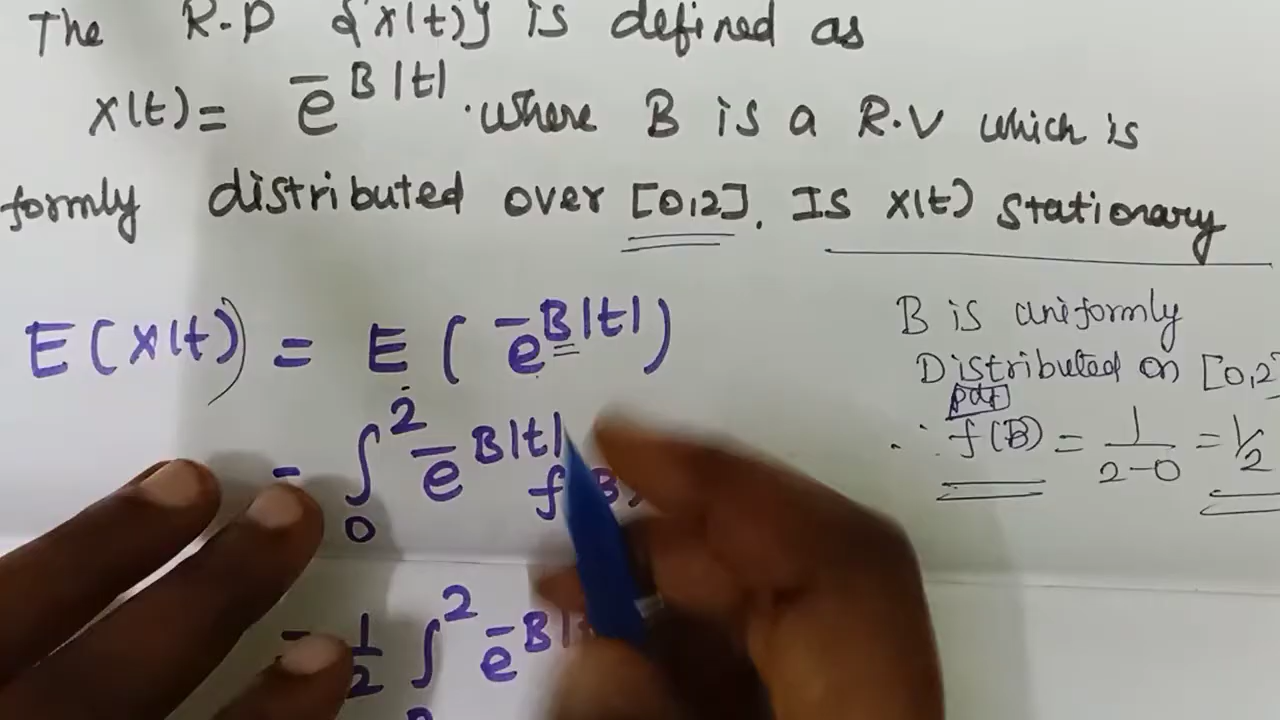 The R.P {x(t)} is defined as
x(t) = e^-B|t| . where B is a R.V which is
formly distributed over [0,2]. Is x(t) stationary
E(x(t)) = E(e^-B|t|)
= ∫_0^2 e^-B|t| f(B)
= 1/2 ∫_0^2 e^-B|t
B is uniformly
Distributed on [0,2]
pdf
∴ f(B) = 1/(2-0) = 1/2